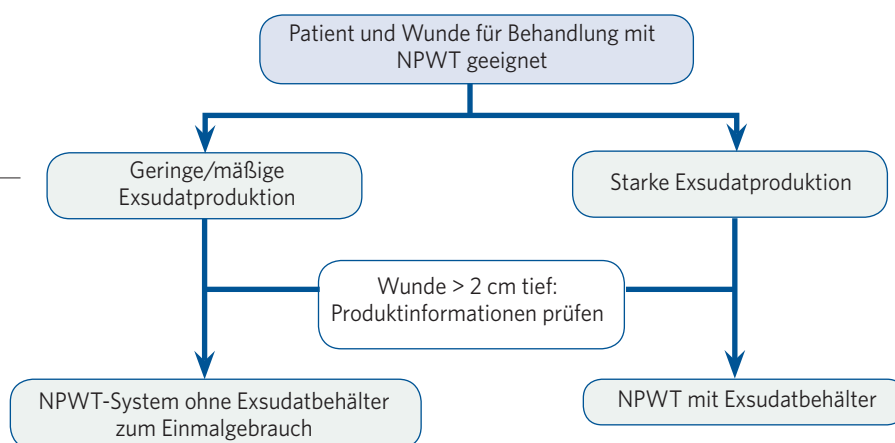 Patient und Wunde für Behandlung mit
NPWT geeignet
Geringe/mäßige
Exsudatproduktion
Starke Exsudatproduktion
Wunde > 2 cm tief:
Produktinformationen prüfen
NPWT-System ohne Exsudatbehälter
zum Einmalgebrauch
NPWT mit Exsudatbehälter